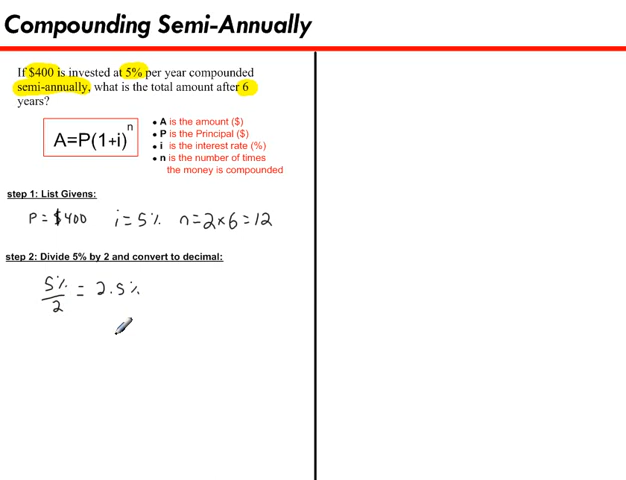 Compounding Semi-Annually
If $400 is invested at 5% per year compounded
semi-annually, what is the total amount after 6
years?
A=P(1+i)^n
• A is the amount ($)
• P is the Principal ($)
• i is the interest rate (%)
• n is the number of times
the money is compounded
step 1: List Givens:
P = $400 i = 5% n = 2 × 6 = 12
step 2: Divide 5% by 2 and convert to decimal:
5%/2 = 2.5%